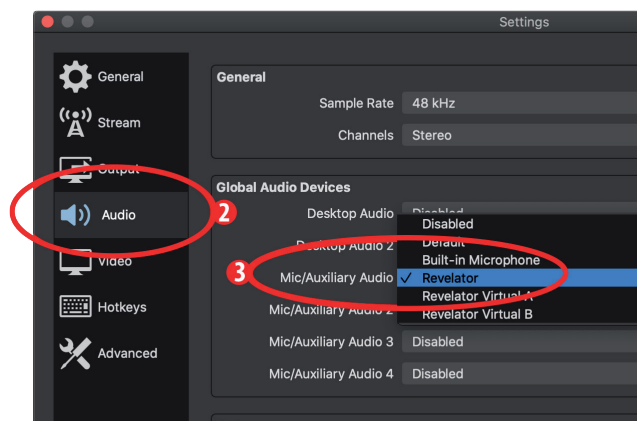 Settings
General
Stream
Output
2
Audio
Video
Hotkeys
Advanced
General
Sample Rate 48 kHz
Channels Stereo
Global Audio Devices
Desktop Audio Disabled
Desktop Audio 2
3
Mic/Auxiliary Audio
Mic/Auxiliary Audio 2
Disabled
Default
Built-in Microphone
✓ Revelator
Revelator Virtual A
Revelator Virtual B
Mic/Auxiliary Audio 3 Disabled
Mic/Auxiliary Audio 4 Disabled